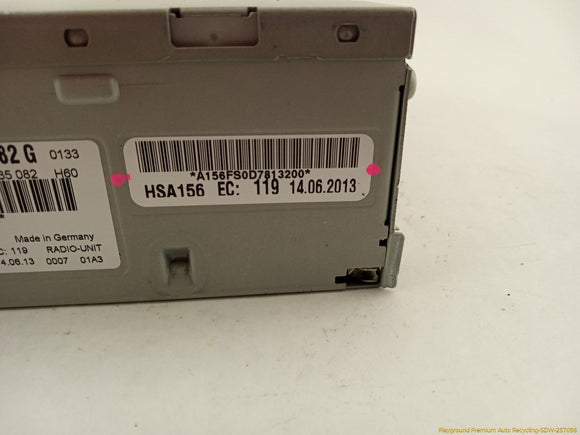 82 G 0133
35 082 H60
*A156FS0D7813200*
HSA156 EC: 119 14.06.2013
Made in Germany
C: 119 RADIO-UNIT
4.06.13 0007 01A3
Playground Premium Auto Recycling-SDW-257096